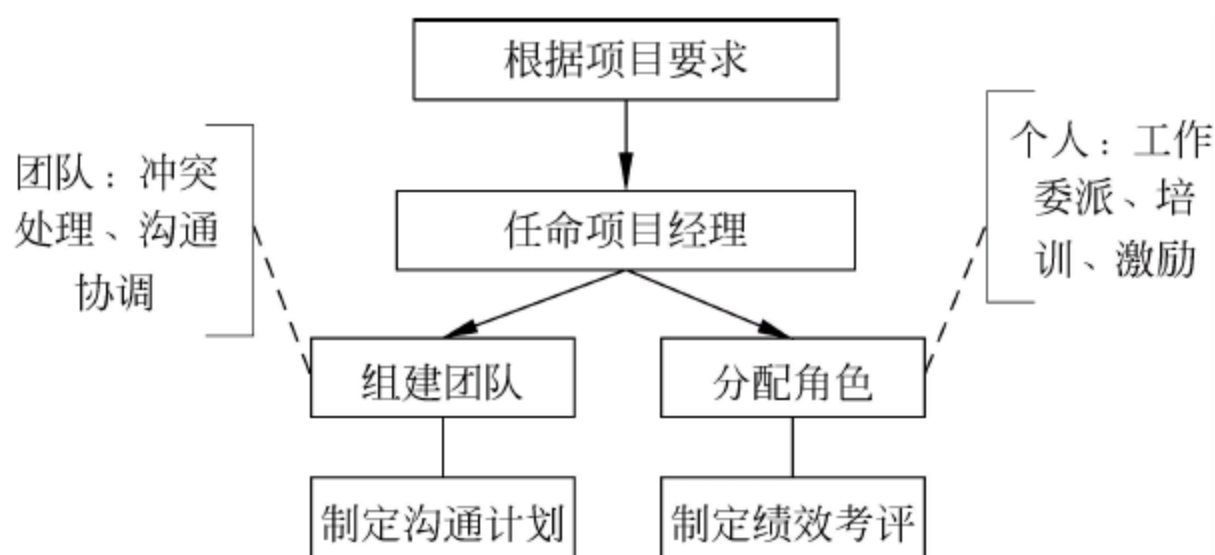 根据项目要求
团队：冲突
处理、沟通
协调
个人：工作
委派、培
训、激励
任命项目经理
组建团队
分配角色
制定沟通计划
制定绩效考评